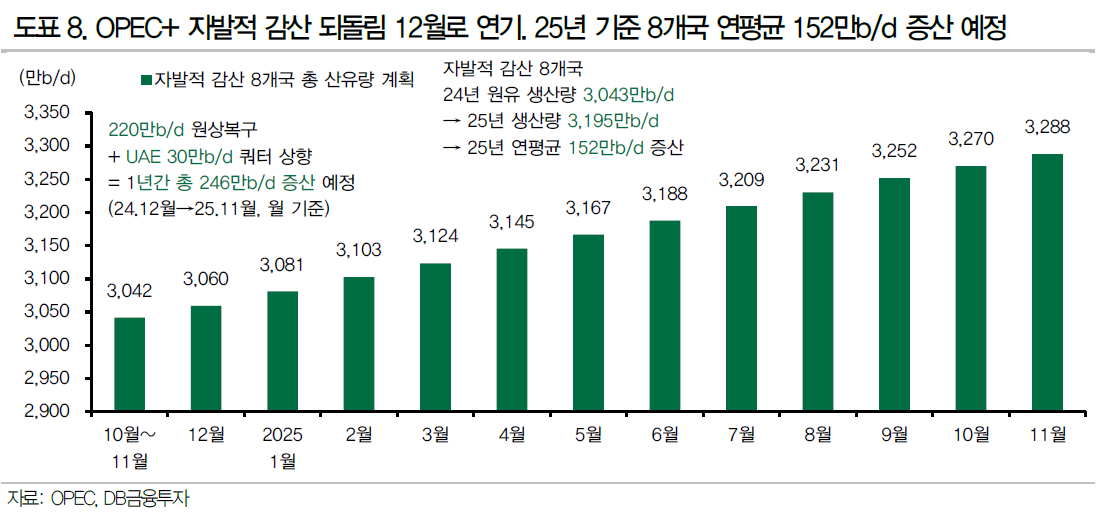 도표 8. OPEC+ 자발적 감산 되돌림 12월로 연기. 25년 기준 8개국 연평균 152만b/d 증산 예정
(만b/d)
자발적 감산 8개국 총 산유량 계획
자발적 감산 8개국
24년 원유 생산량 3,043만b/d
→ 25년 생산량 3,195만b/d
→ 25년 연평균 152만b/d 증산
220만b/d 원상복구
+ UAE 30만b/d 쿼터 상향
= 1년간 총 246만b/d 증산 예정
(24.12월→25.11월, 월 기준)
3,350
3,300
3,250
3,200
3,150
3,100
3,050
3,000
2,950
2,900
3,042
3,060
3,081
3,103
3,124
3,145
3,167
3,188
3,209
3,231
3,252
3,270
3,288
10월~
11월
12월
2025
1월
2월
3월
4월
5월
6월
7월
8월
9월
10월
11월
자료: OPEC, DB금융투자